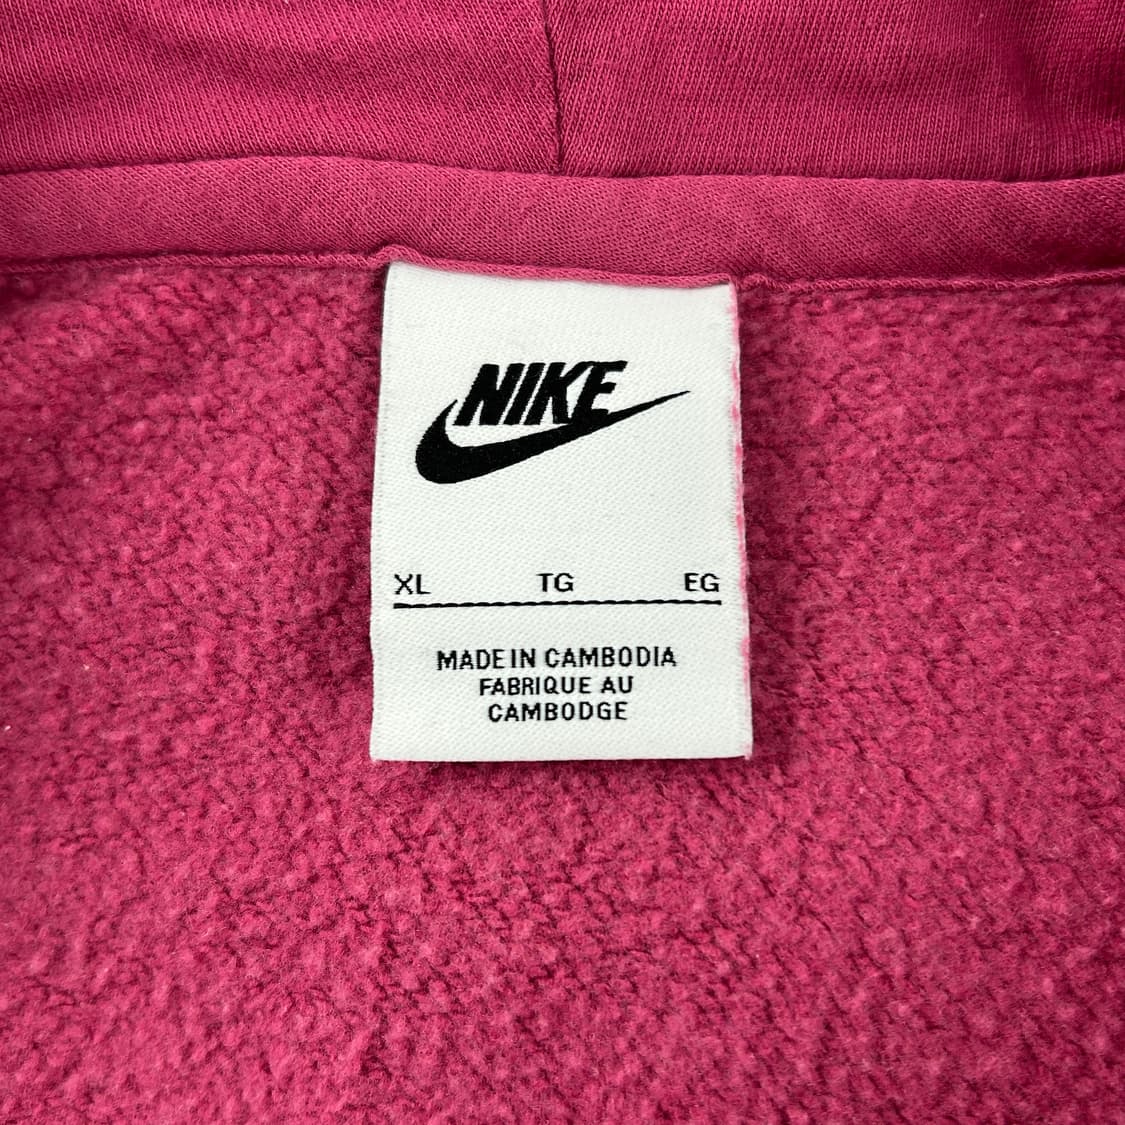 NIKE
XL TG EG
MADE IN CAMBODIA
FABRIQUE AU
CAMBODGE